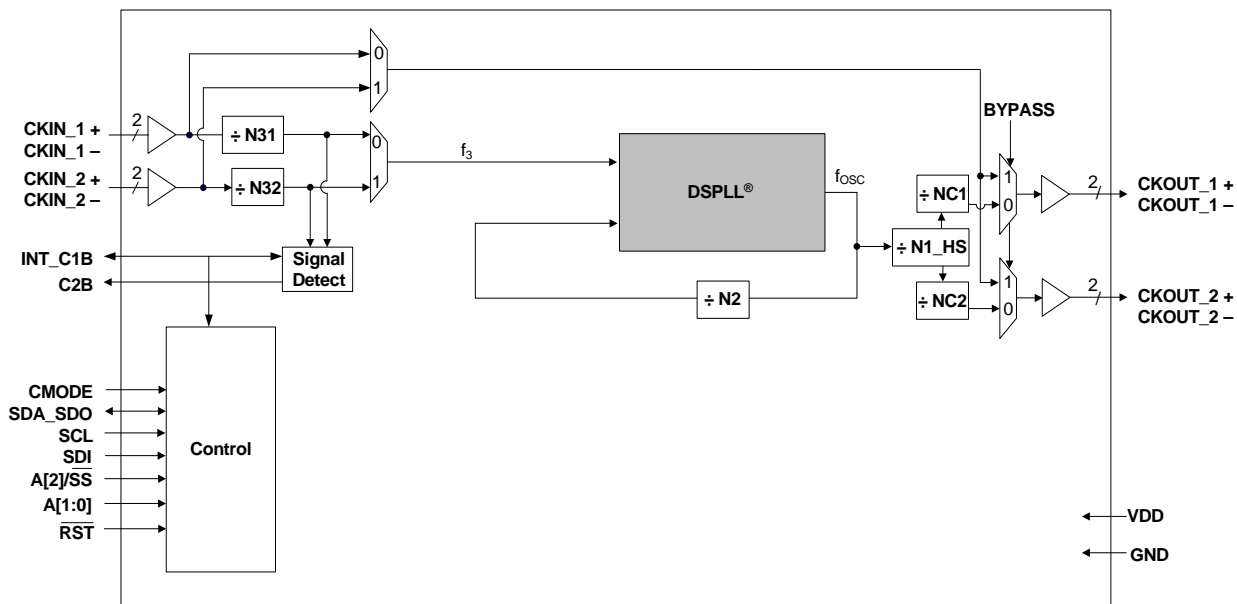 0
1
BYPASS
CKIN_1 +
CKIN_1 –
2
÷ N31
0
1
f3
DSPLL®
fOSC
CKIN_2 +
CKIN_2 –
2
÷ N32
÷ NC1
1
0
2
CKOUT_1 +
CKOUT_1 –
÷ N1_HS
INT_C1B
C2B
Signal
Detect
÷ N2
÷ NC2
1
0
2
CKOUT_2 +
CKOUT_2 –
CMODE
SDA_SDO
SCL
SDI
A[2]/S̅S̅
A[1:0]
R̅S̅T̅
Control
VDD
GND